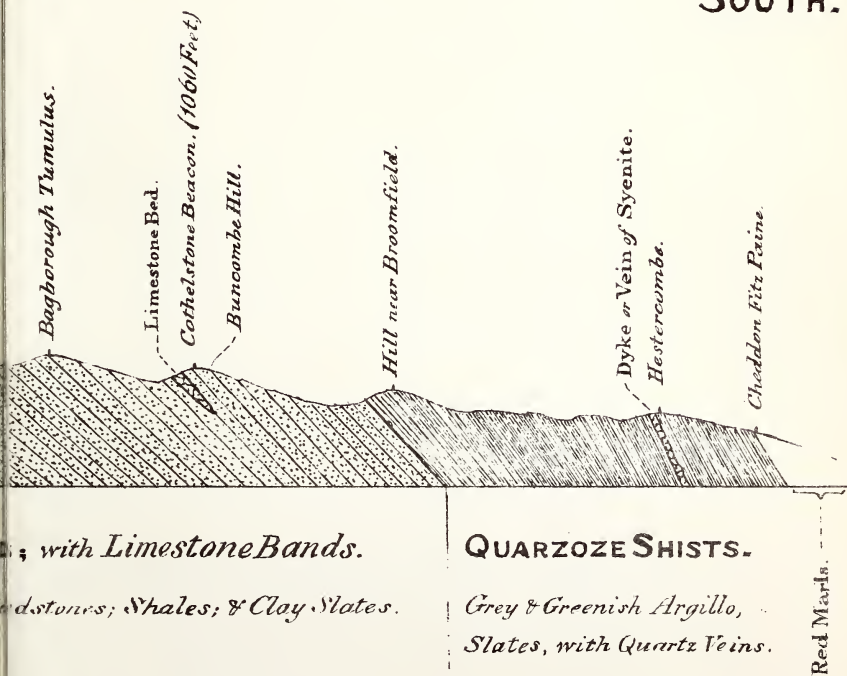 SOUTH.
Bagborough Tumulus.
Limestone Bed.
Cothelstone Beacon. (1060 Feet.)
Buncombe Hill.
Hill near Broomfield.
Dyke or Vein of Syenite.
Hestercombe.
Cheddon Fitz Paine.
; with Limestone Bands.
dstones; Shales; & Clay Slates.
QUARZOZE SHISTS.
Grey & Greenish Argillo,
Slates, with Quartz Veins.
Red Marls.